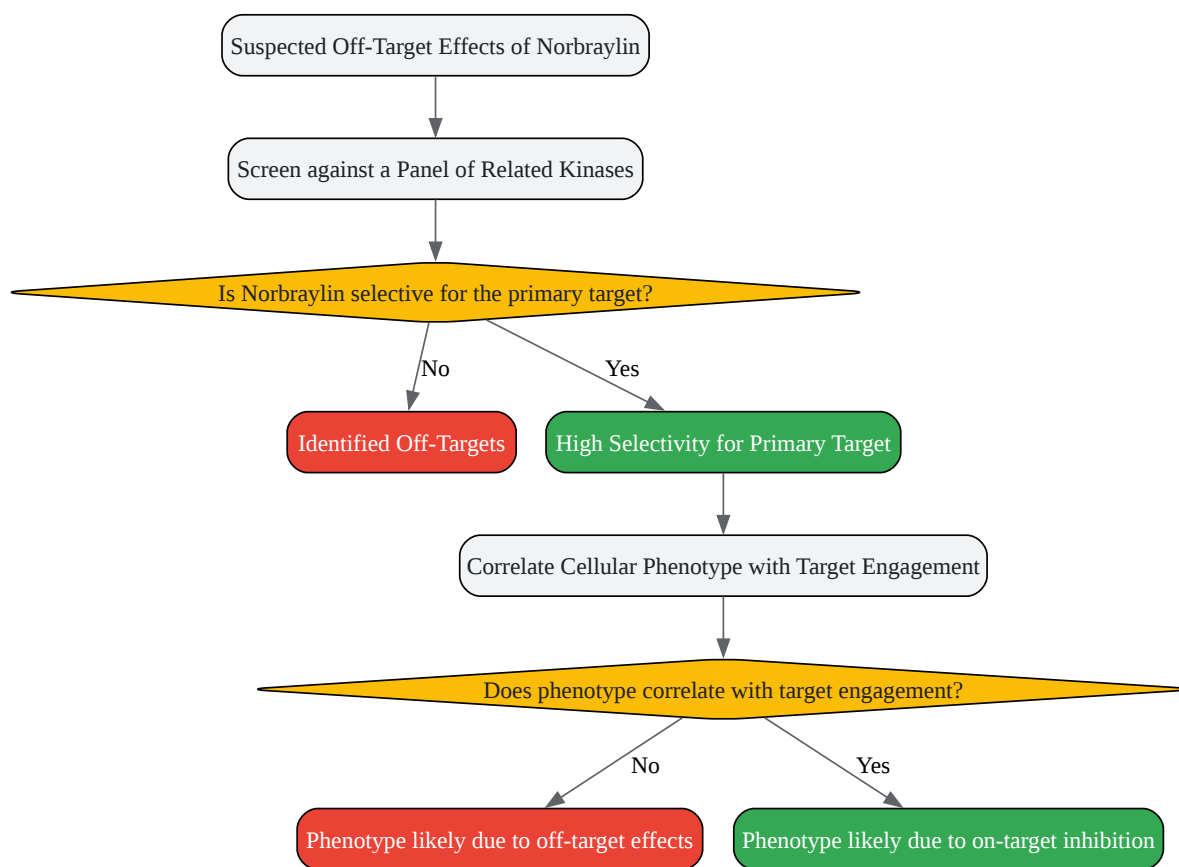 Suspected Off-Target Effects of Norbraylin
Screen against a Panel of Related Kinases
Is Norbraylin selective for the primary target?
No
Yes
Identified Off-Targets
High Selectivity for Primary Target
Correlate Cellular Phenotype with Target Engagement
Does phenotype correlate with target engagement?
No
Yes
Phenotype likely due to off-target effects
Phenotype likely due to on-target inhibition